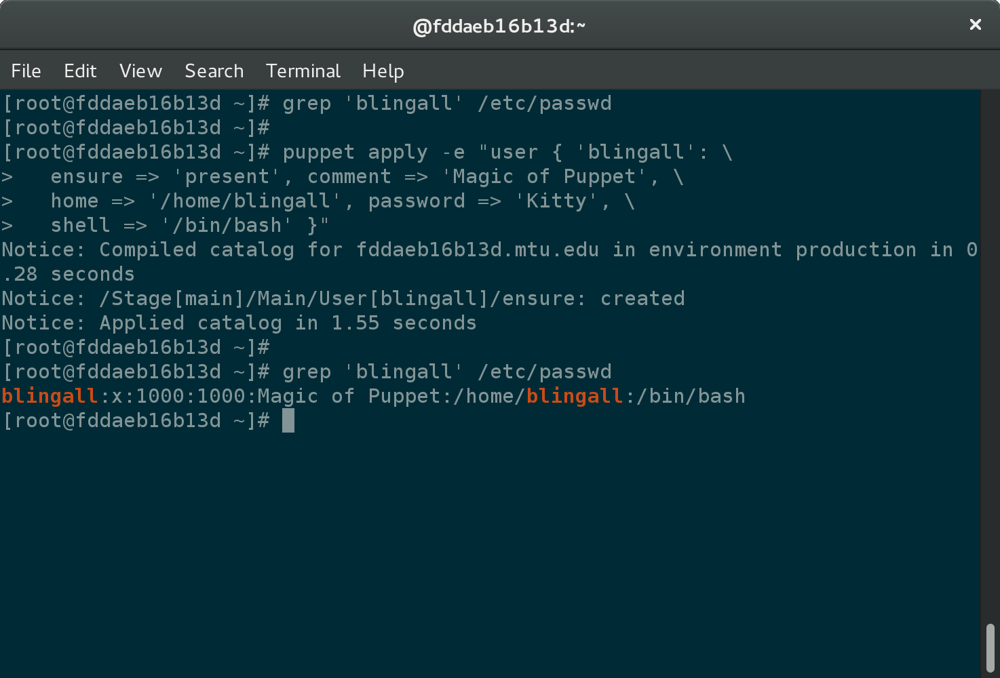 @fddaeb16b13d:~
File Edit View Search Terminal Help
[root@fddaeb16b13d ~]# grep 'blingall' /etc/passwd
[root@fddaeb16b13d ~]#
[root@fddaeb16b13d ~]# puppet apply -e "user { 'blingall': \
>   ensure => 'present', comment => 'Magic of Puppet', \
>   home => '/home/blingall', password => 'Kitty', \
>   shell => '/bin/bash' }"
Notice: Compiled catalog for fddaeb16b13d.mtu.edu in environment production in 0
.28 seconds
Notice: /Stage[main]/Main/User[blingall]/ensure: created
Notice: Applied catalog in 1.55 seconds
[root@fddaeb16b13d ~]#
[root@fddaeb16b13d ~]# grep 'blingall' /etc/passwd
blingall:x:1000:1000:Magic of Puppet:/home/blingall:/bin/bash
[root@fddaeb16b13d ~]#